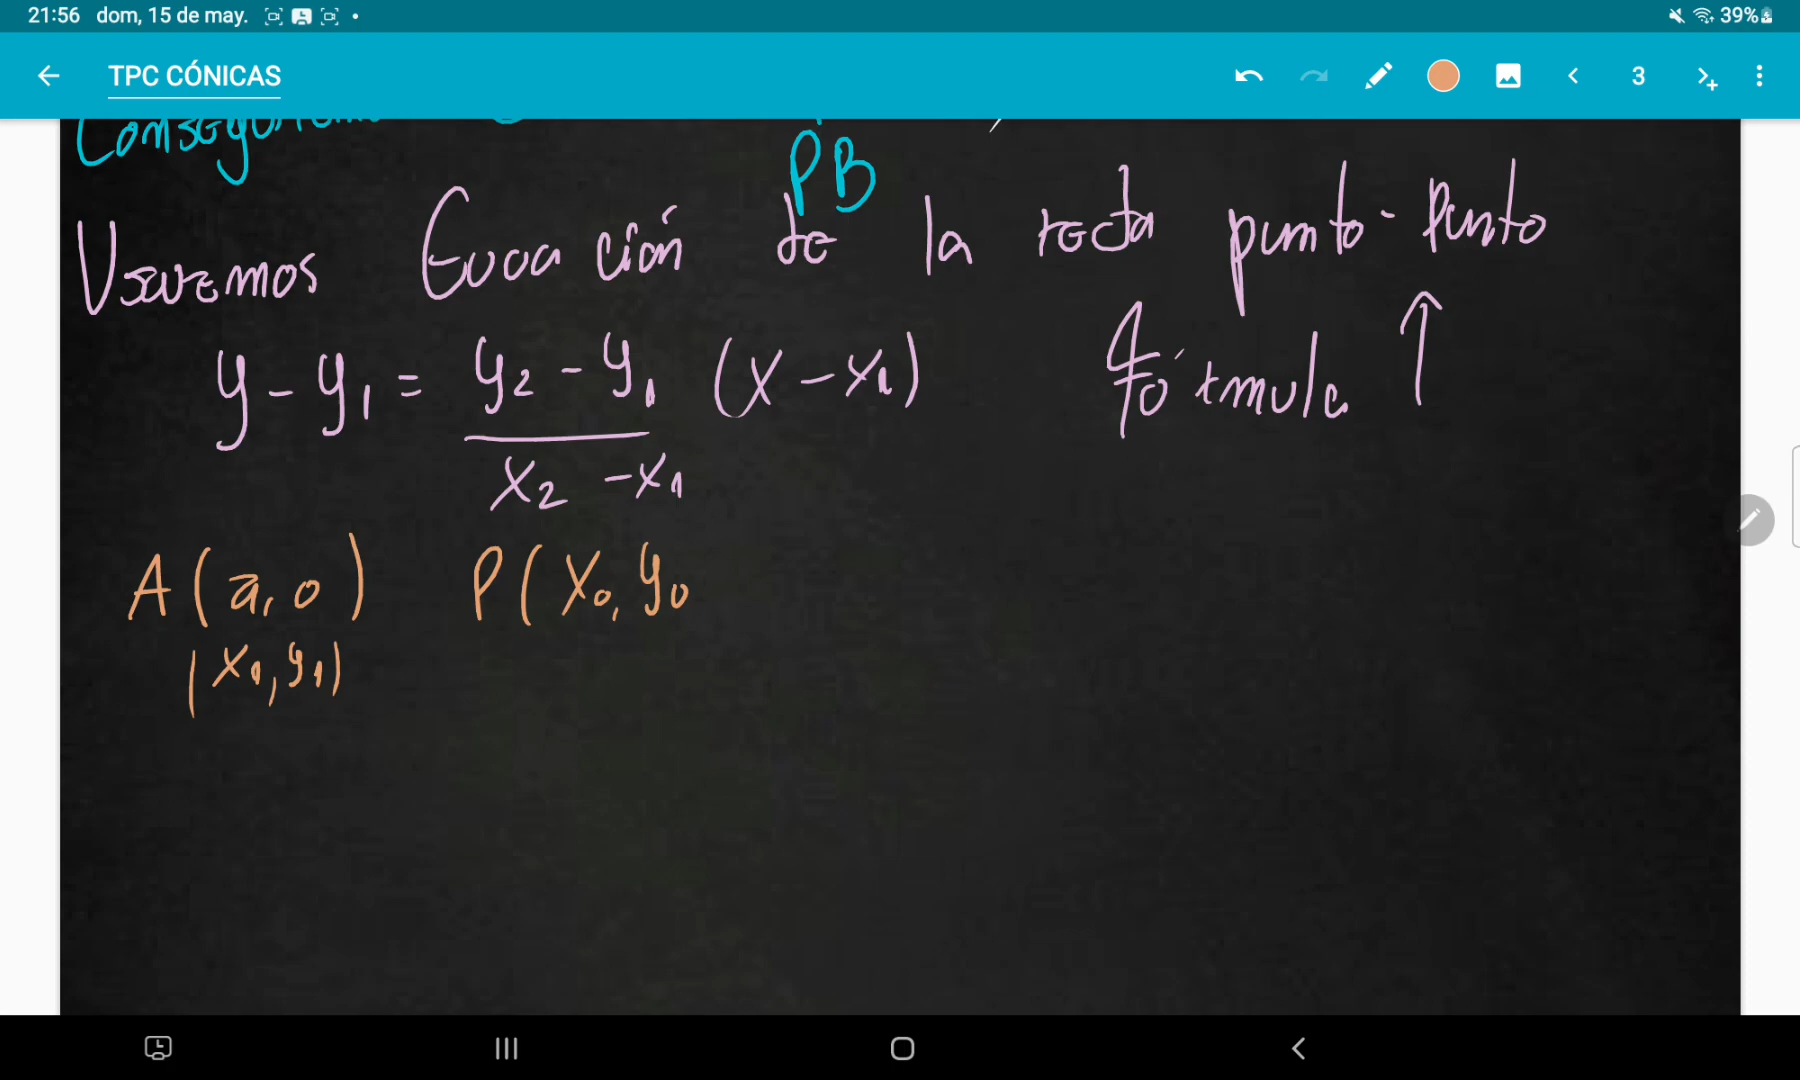 21:56 dom, 15 de may. 39%
TPC CÓNICAS 3
PB
Usaremos Ecuación de la recta punto-punto
y - y₁ = y₂ - y₁ (x - x₁) fórmula ↑
x₂ - x₁
A(a,0) P(x₀, y₀
(x₁, y₁)